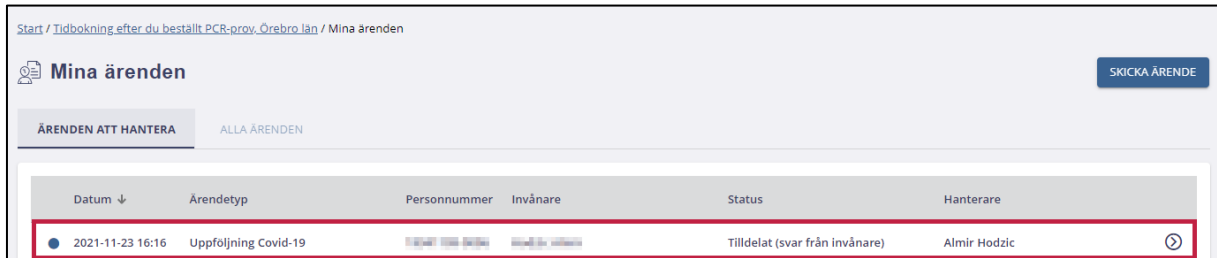 Start / Tidbokning efter du beställt PCR-prov, Örebro län / Mina ärenden
Mina ärenden
SKICKA ÄRENDE
ÄRENDEN ATT HANTERA ALLA ÄRENDEN
Datum ↓ Ärendetyp Personnummer Invånare Status Hanterare
2021-11-23 16:16 Uppföljning Covid-19 Tilldelat (svar från invånare) Almir Hodzic